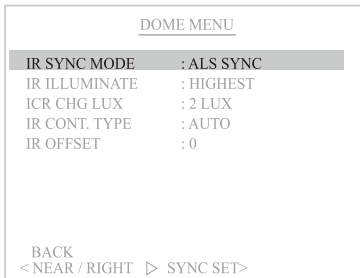 DOME MENU
IR SYNC MODE : ALS SYNC
IR ILLUMINATE : HIGHEST
ICR CHG LUX : 2 LUX
IR CONT. TYPE : AUTO
IR OFFSET : 0
BACK
< NEAR / RIGHT ▷ SYNC SET>